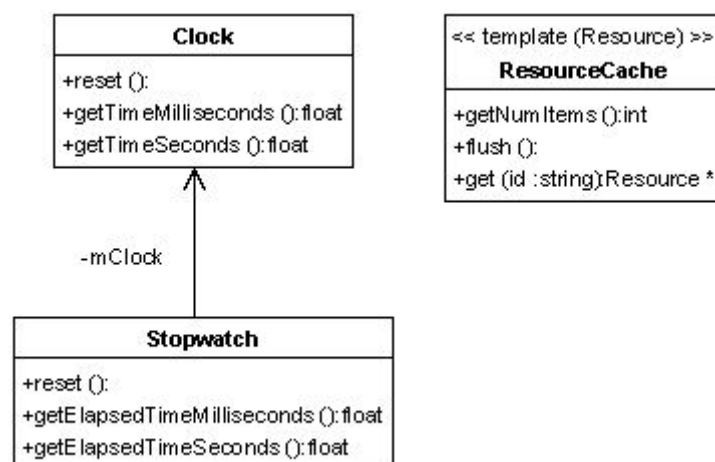 Clock
+reset ():
+getTimeMilliseconds ():float
+getTimeSeconds ():float
<< template (Resource) >>
ResourceCache
+getNumItems ():int
+flush ():
+get (id :string):Resource *
-mClock
Stopwatch
+reset ():
+getElapsedTimeMilliseconds ():float
+getElapsedTimeSeconds ():float